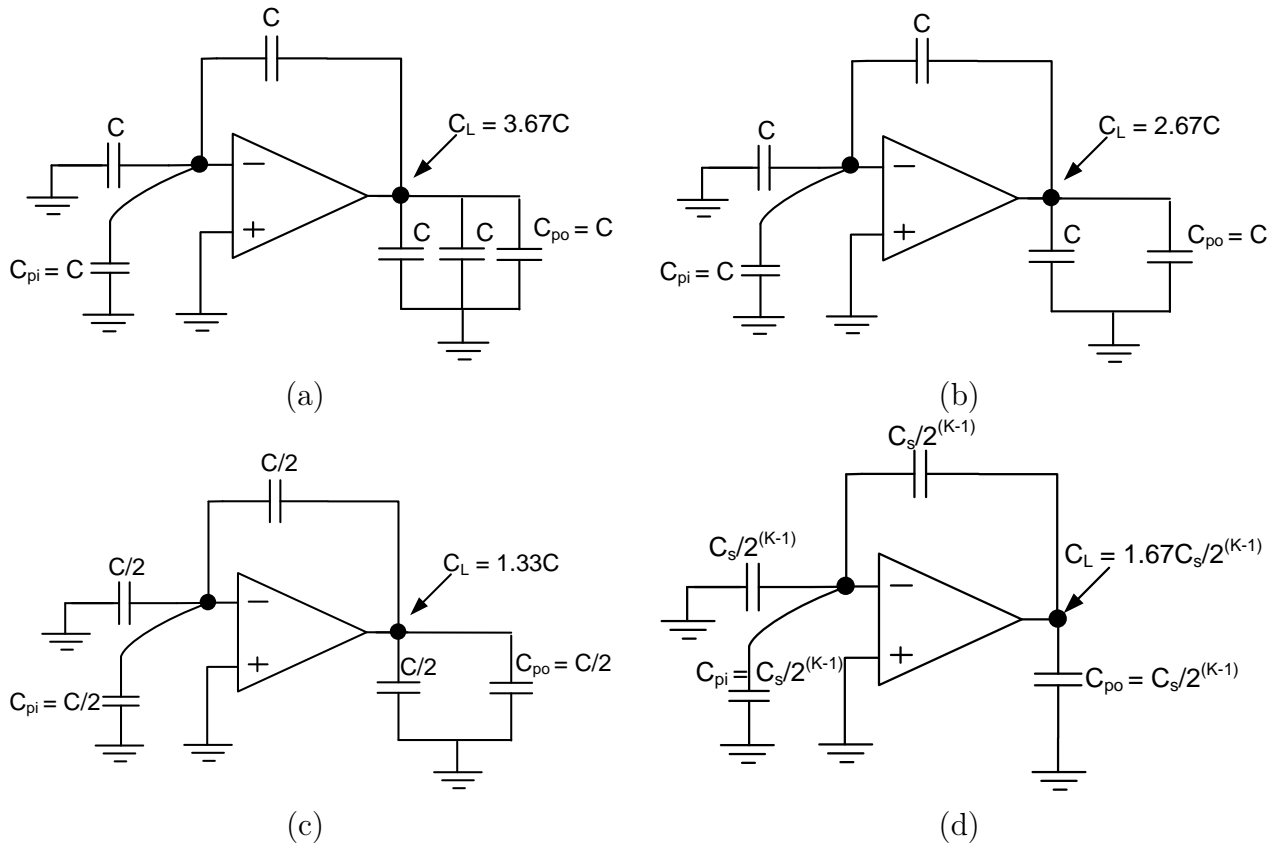 C
C
C_L = 3.67C
−
+
C
C
C_po = C
C_pi = C
(a)
C
C
C_L = 2.67C
−
+
C
C_po = C
C_pi = C
(b)
C/2
C/2
C_L = 1.33C
−
+
C/2
C_po = C/2
C_pi = C/2
(c)
C_s/2^(K-1)
C_s/2^(K-1)
C_L = 1.67C_s/2^(K-1)
−
+
C_pi = C_s/2^(K-1)
C_po = C_s/2^(K-1)
(d)